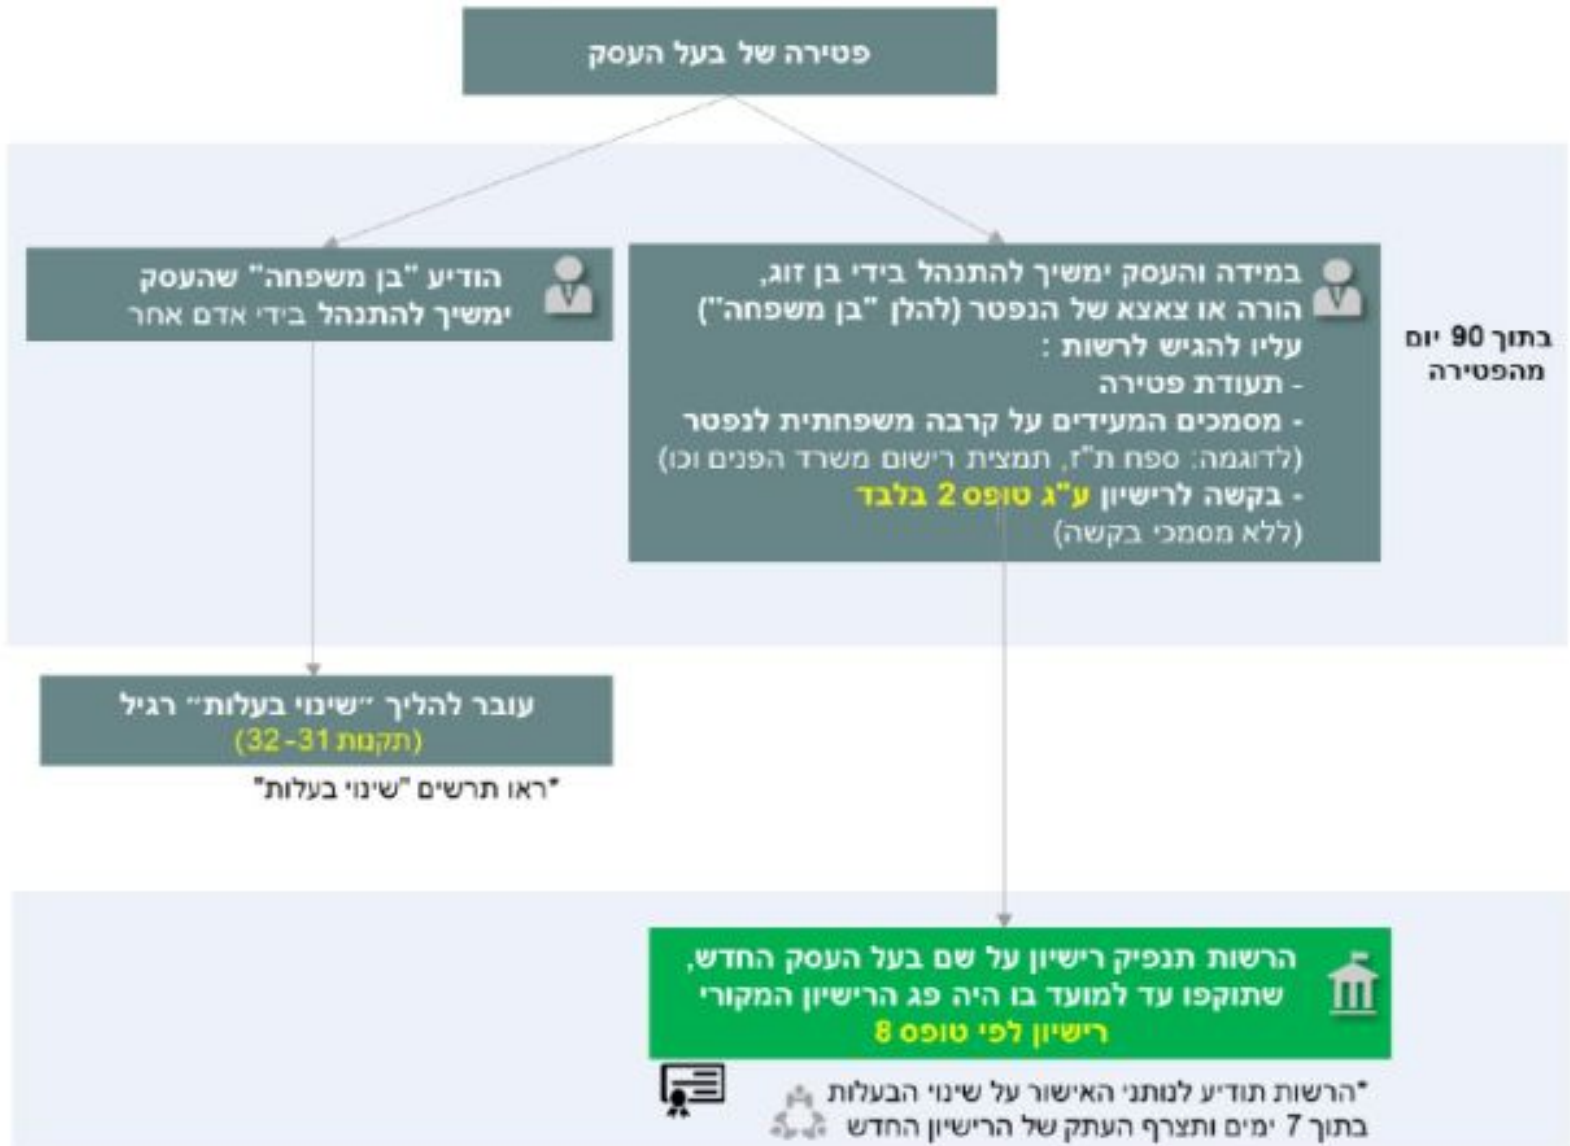 פטירה של בעל העסק
במידה והעסק ימשיך להתנהל בידי בן זוג,
הורה או צאצא של הנפטר (להלן "בן משפחה")
עליו להגיש לרשות :
- תעודת פטירה
- מסמכים המעידים על קרבה משפחתית לנפטר
(לדוגמה: ספח ת"ז, תמצית רישום משרד הפנים וכו)
- בקשה לרישיון ע"ג טופס 2 בלבד
(ללא מסמכי בקשה)
בתוך 90 יום
מהפטירה
הודיע "בן משפחה" שהעסק
ימשיך להתנהל בידי אדם אחר
עובר להליך ״שינוי בעלות״ רגיל
(תקנות 31-32)
*ראו תרשים "שינוי בעלות"
הרשות תנפיק רישיון על שם בעל העסק החדש,
שתוקפו עד למועד בו היה פג הרישיון המקורי
רישיון לפי טופס 8
*הרשות תודיע לנותני האישור על שינוי הבעלות
בתוך 7 ימים ותצרף העתק של הרישיון החדש